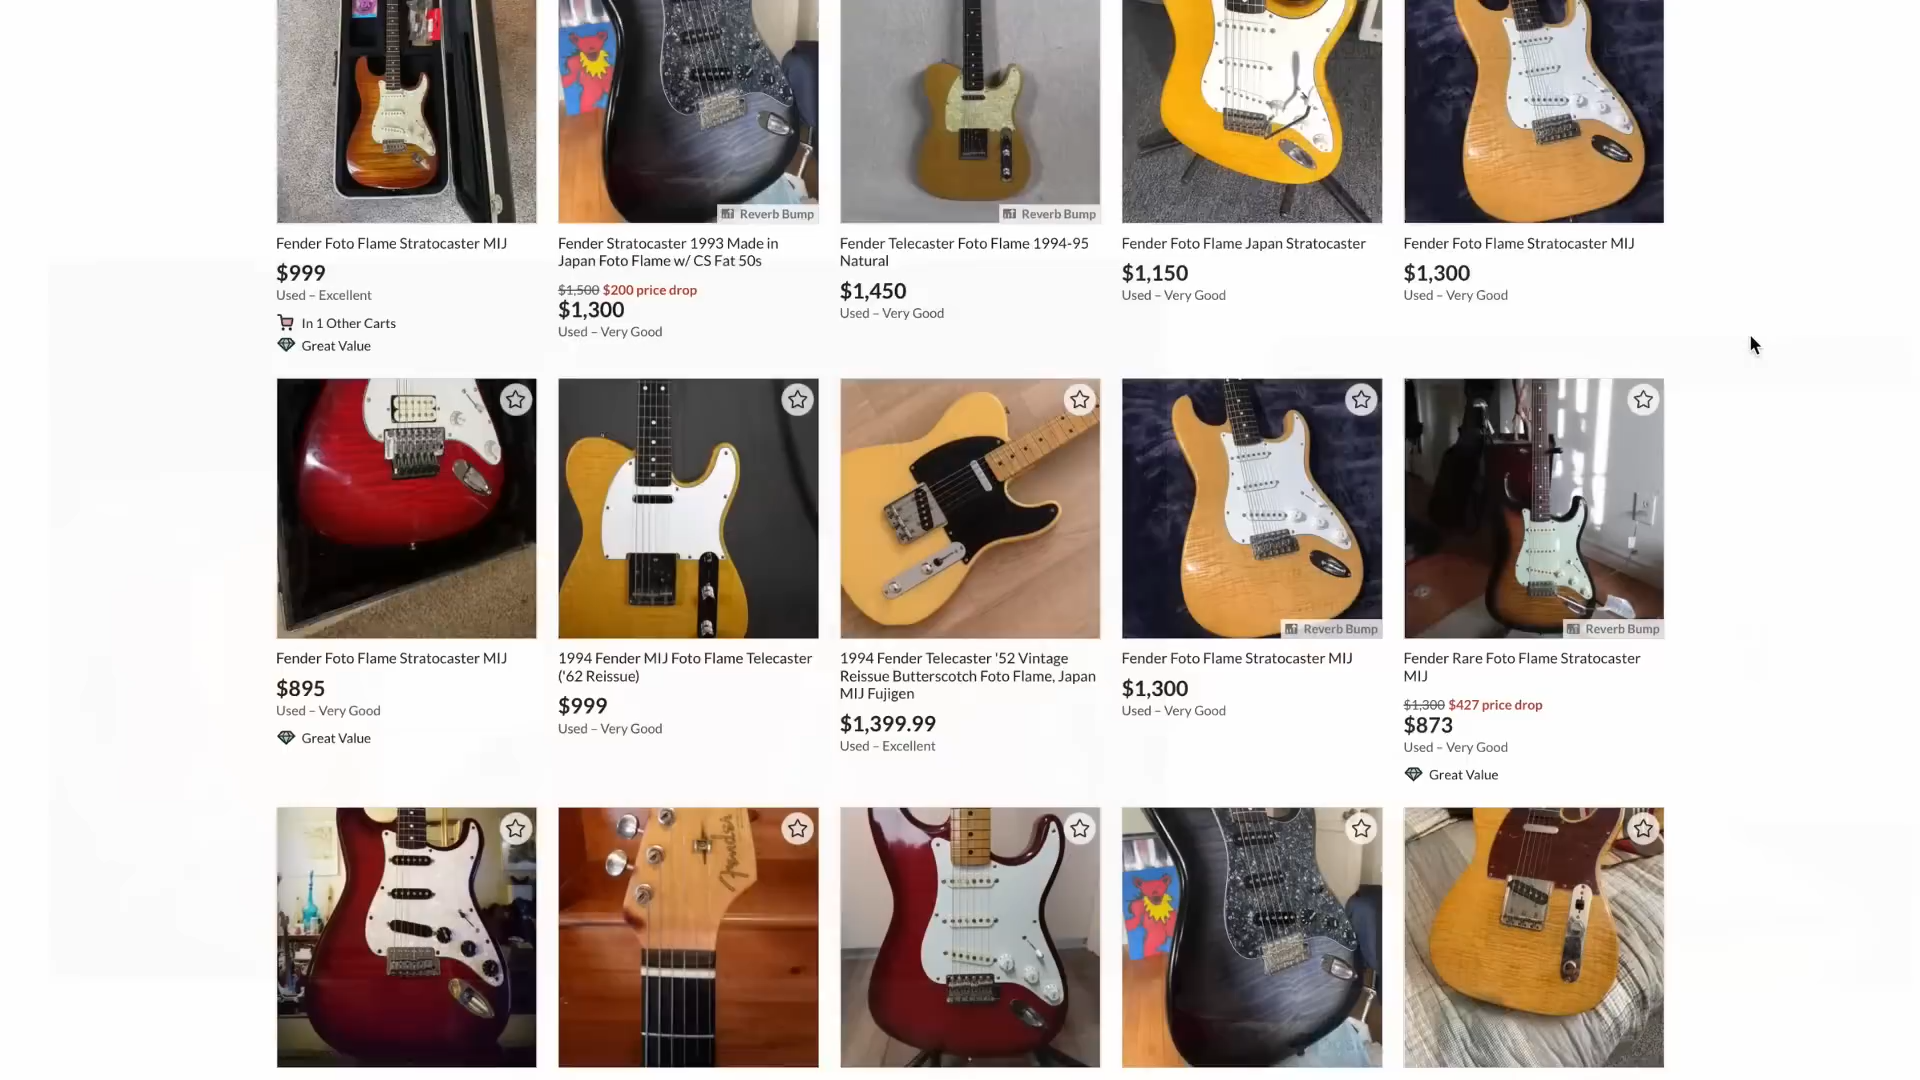 Reverb Bump
Reverb Bump
Fender Foto Flame Stratocaster MIJ
$999
Used – Excellent
In 1 Other Carts
Great Value
Fender Stratocaster 1993 Made in
Japan Foto Flame w/ CS Fat 50s
$1,500 $200 price drop
$1,300
Used – Very Good
Fender Telecaster Foto Flame 1994-95
Natural
$1,450
Used – Very Good
Fender Foto Flame Japan Stratocaster
$1,150
Used – Very Good
Fender Foto Flame Stratocaster MIJ
$1,300
Used – Very Good
Reverb Bump
Reverb Bump
Fender Foto Flame Stratocaster MIJ
$895
Used – Very Good
Great Value
1994 Fender MIJ Foto Flame Telecaster
('62 Reissue)
$999
Used – Very Good
1994 Fender Telecaster '52 Vintage
Reissue Butterscotch Foto Flame, Japan
MIJ Fujigen
$1,399.99
Used – Excellent
Fender Foto Flame Stratocaster MIJ
$1,300
Used – Very Good
Fender Rare Foto Flame Stratocaster
MIJ
$1,300 $427 price drop
$873
Used – Very Good
Great Value
Fender